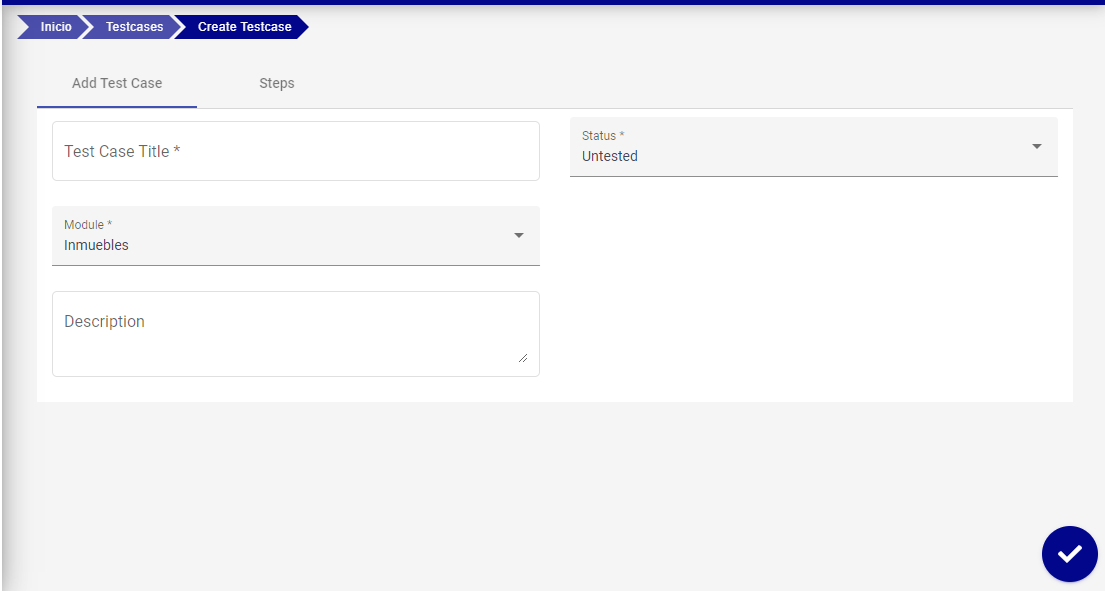 Inicio
Testcases
Create Testcase
Add Test Case
Steps
Test Case Title *
Status *
Untested
Module *
Inmuebles
Description